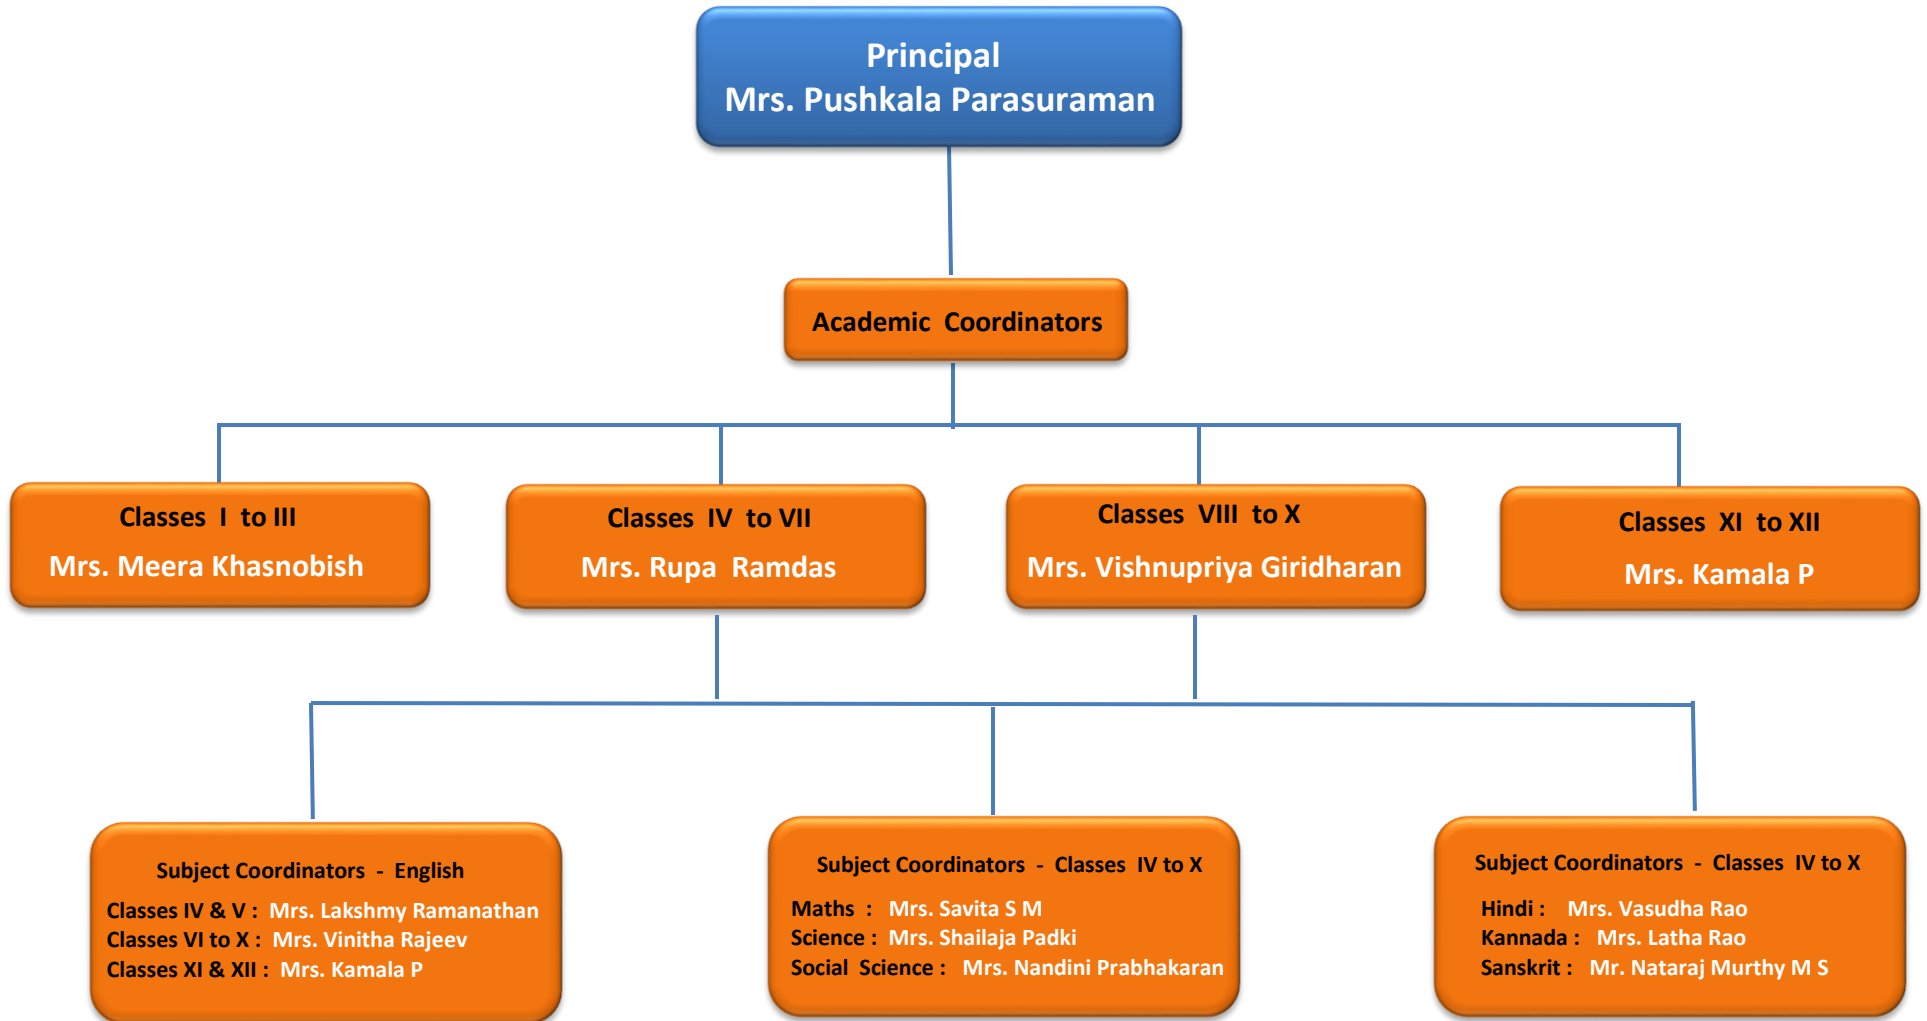 Principal
Mrs. Pushkala Parasuraman
Academic Coordinators
Classes I to III
Mrs. Meera Khasnobish
Classes IV to VII
Mrs. Rupa Ramdas
Classes VIII to X
Mrs. Vishnupriya Giridharan
Classes XI to XII
Mrs. Kamala P
Subject Coordinators - English
Classes IV & V : Mrs. Lakshmy Ramanathan
Classes VI to X : Mrs. Vinitha Rajeev
Classes XI & XII : Mrs. Kamala P
Subject Coordinators - Classes IV to X
Maths : Mrs. Savita S M
Science : Mrs. Shailaja Padki
Social Science : Mrs. Nandini Prabhakaran
Subject Coordinators - Classes IV to X
Hindi : Mrs. Vasudha Rao
Kannada : Mrs. Latha Rao
Sanskrit : Mr. Nataraj Murthy M S